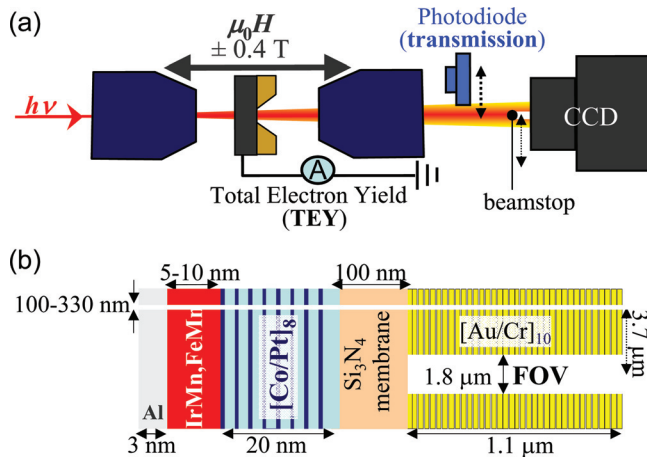 (a)
μ₀H
± 0.4 T
Photodiode
(transmission)
hν
CCD
A
Total Electron Yield
(TEY)
beamstop
(b)
5-10 nm
100 nm
100-330 nm
Al
IrMn,FeMn
[Co/Pt]₈
Si₃N₄
membrane
[Au/Cr]₁₀
3.7 μm
1.8 μm
FOV
3 nm
20 nm
1.1 μm